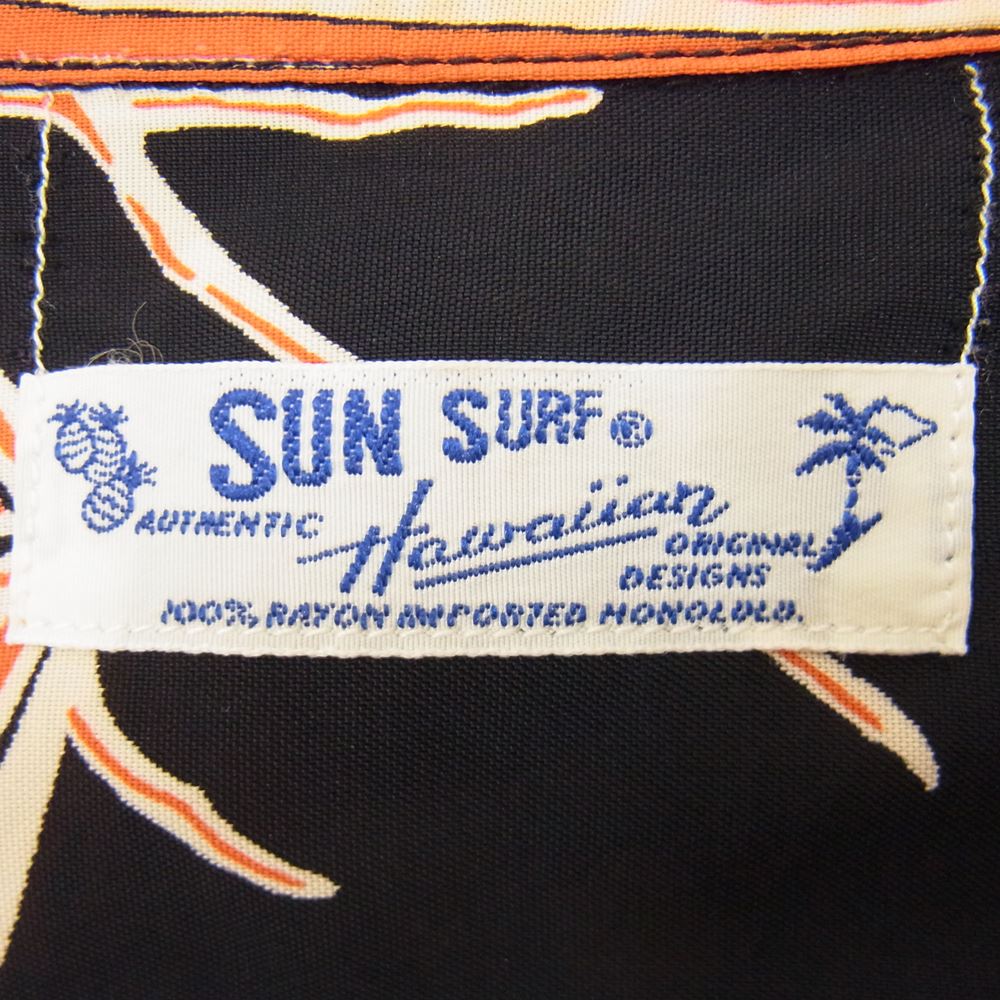 SUN SURF®
AUTHENTIC Hawaiian ORIGINAL
DESIGNS
100% RAYON IMPORTED HONOLULU.